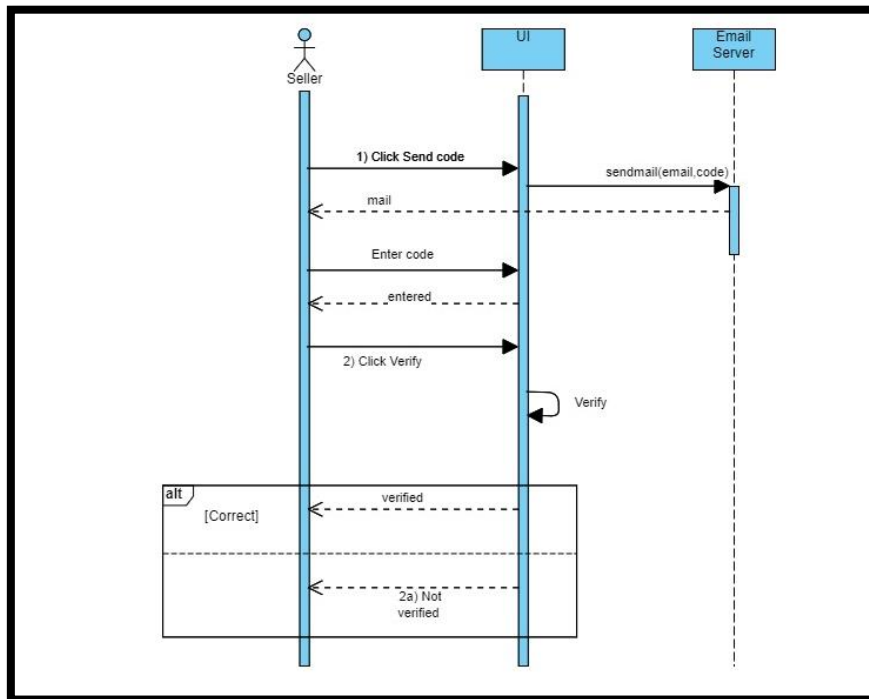 Seller
UI
Email
Server
1) Click Send code
sendmail(email,code)
mail
Enter code
entered
2) Click Verify
Verify
alt
[Correct]
verified
2a) Not
verified